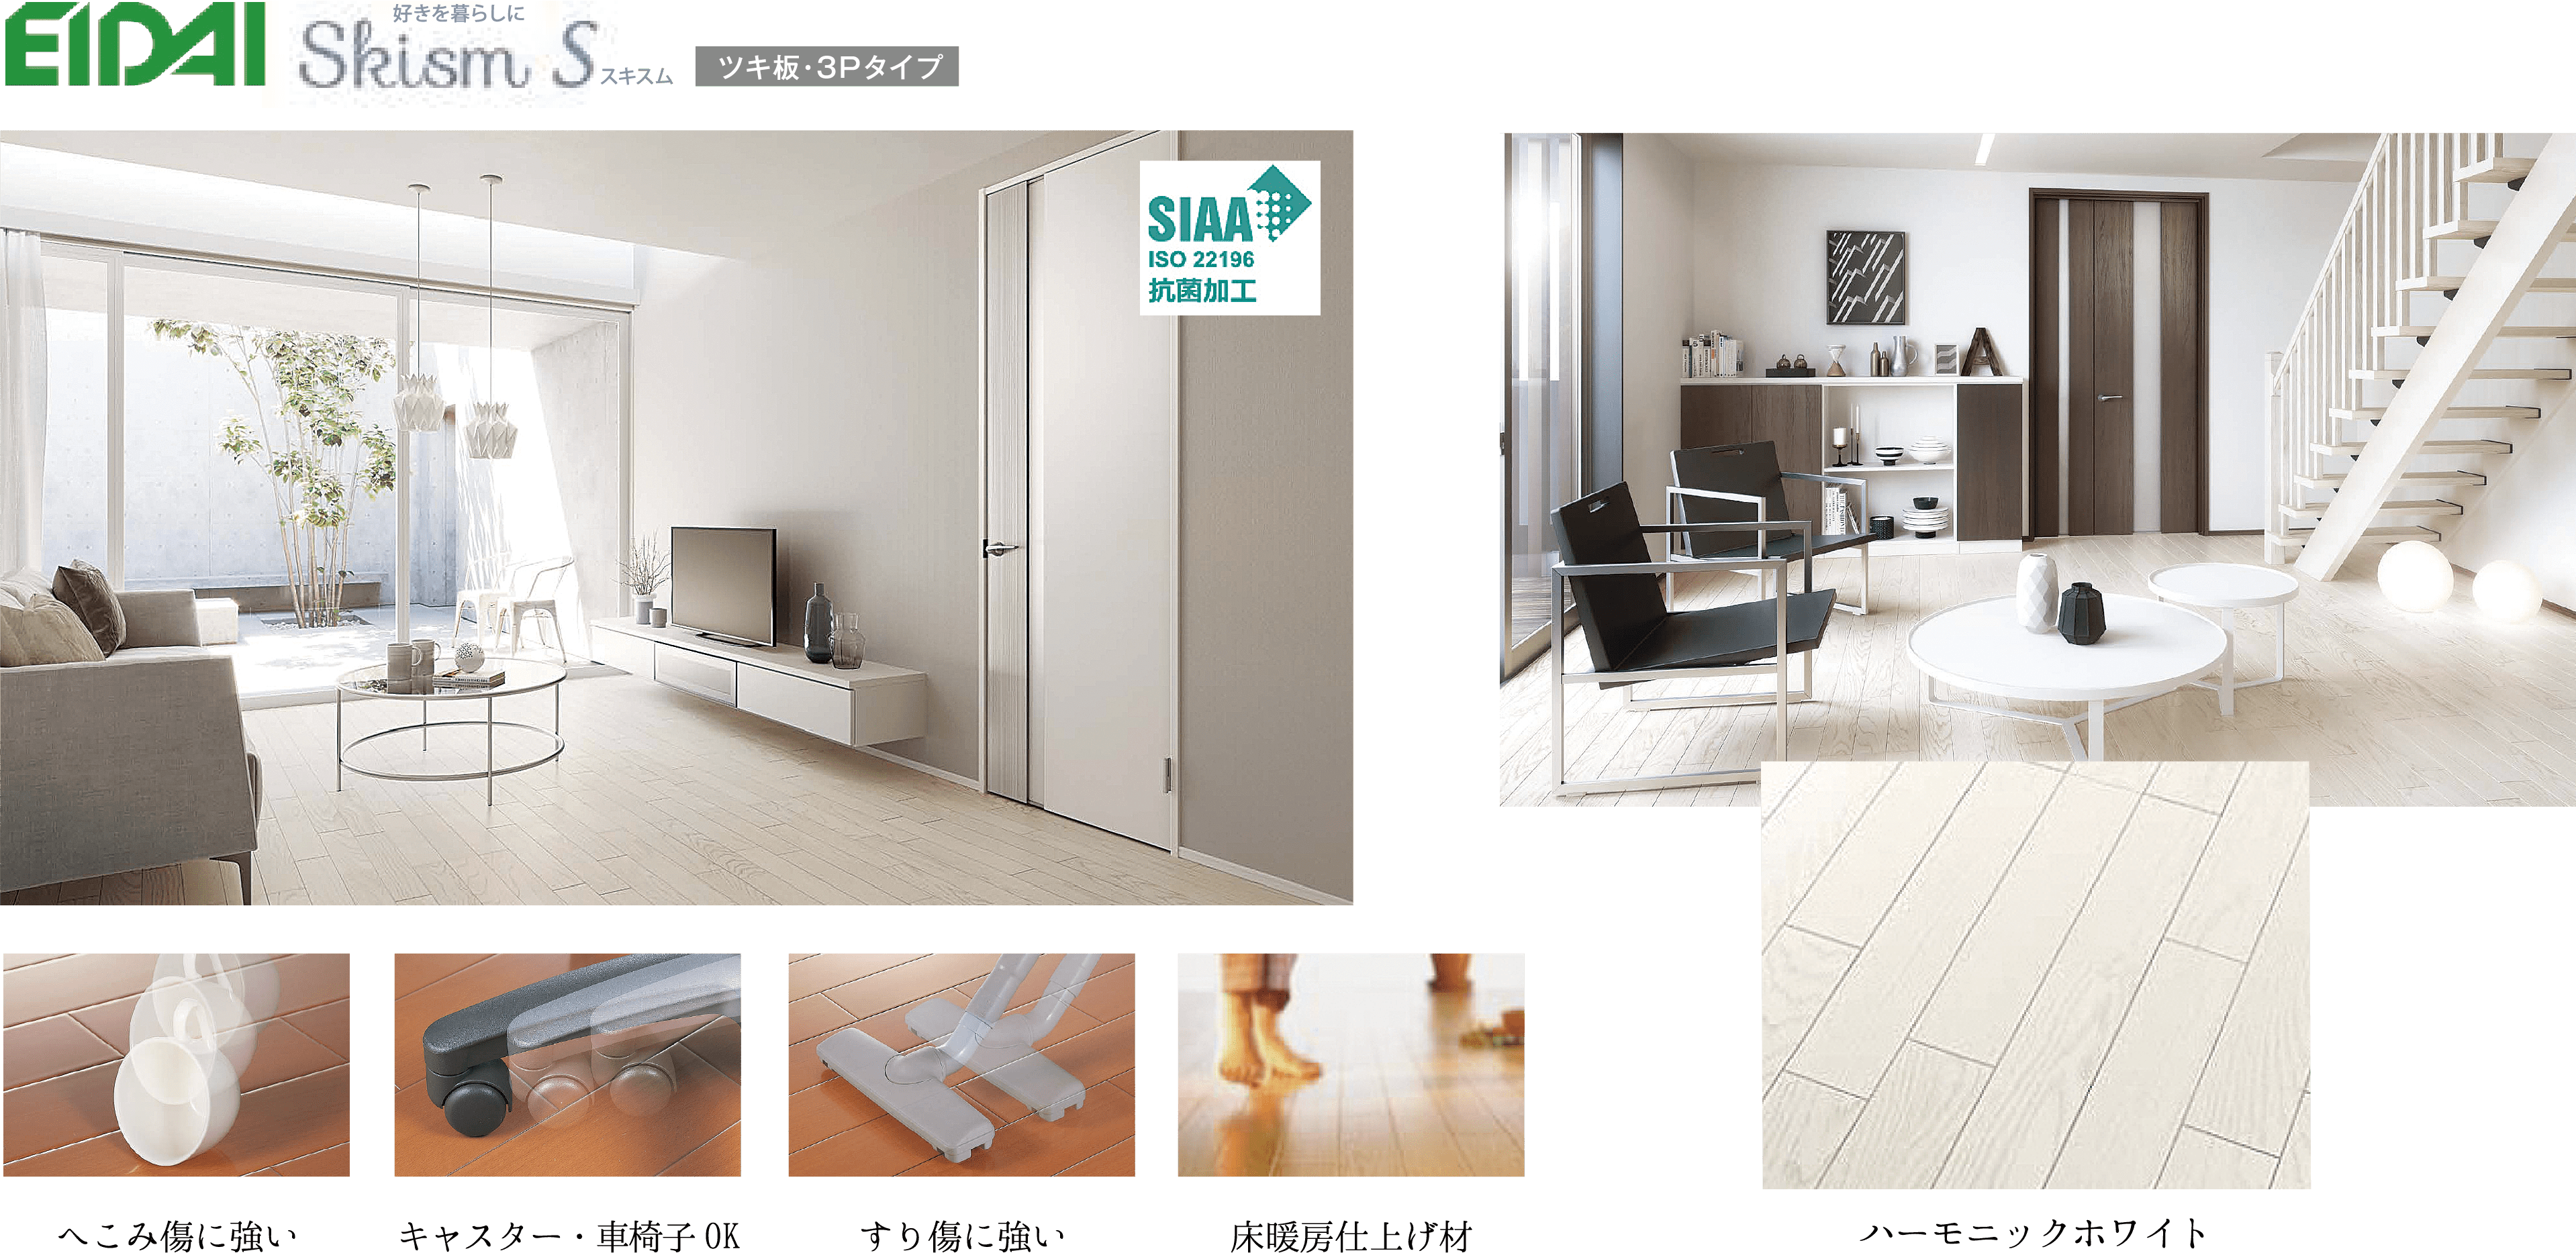 EIDAI
好きを暮らしに
Skism S スキスム
ツキ板・3Pタイプ
SIAA
ISO 22196
抗菌加工
へこみ傷に強い
キャスター・車椅子 OK
すり傷に強い
床暖房仕上げ材
ハーモニックホワイト